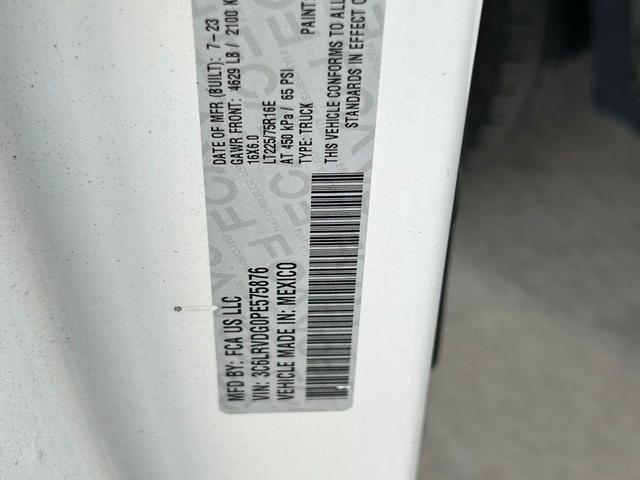 MFD BY: FCA US LLC
DATE OF MFR (BUILT): 7-23
GAWR FRONT: 4629 LB / 2100 K
16X6.0
LT225/75R16E
AT 450 kPa / 65 PSI
TYPE: TRUCK
PAINT:
VIN: 3C6LRVDG0PE575876
VEHICLE MADE IN: MEXICO
THIS VEHICLE CONFORMS TO ALL
STANDARDS IN EFFECT O